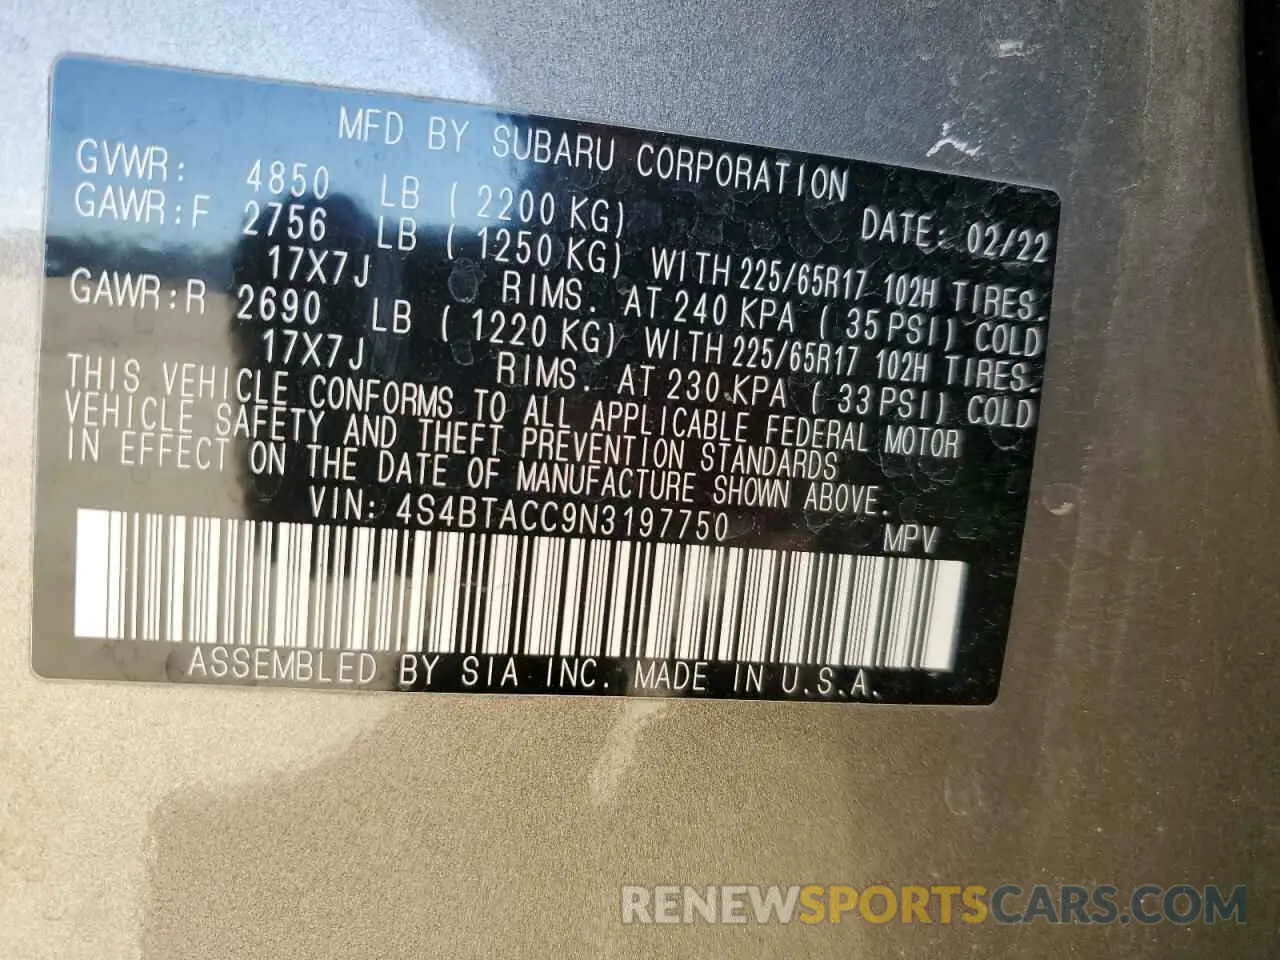 MFD BY SUBARU CORPORATION
GVWR: 4850 LB ( 2200 KG) DATE: 02/22
GAWR:F 2756 LB ( 1250 KG) WITH 225/65R17 102H TIRES.
17X7J RIMS. AT 240 KPA ( 35 PSI) COLD
GAWR:R 2690 LB ( 1220 KG) WITH 225/65R17 102H TIRES.
17X7J RIMS. AT 230 KPA ( 33 PSI) COLD
THIS VEHICLE CONFORMS TO ALL APPLICABLE FEDERAL MOTOR
VEHICLE SAFETY AND THEFT PREVENTION STANDARDS
IN EFFECT ON THE DATE OF MANUFACTURE SHOWN ABOVE.
VIN: 4S4BTACC9N3197750 MPV
ASSEMBLED BY SIA INC. MADE IN U.S.A.
RENEWSPORTSCARS.COM